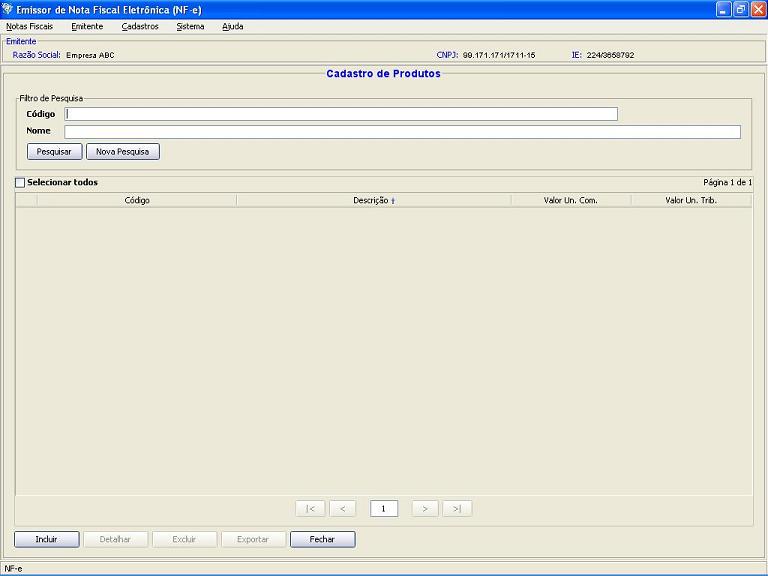 Emissor de Nota Fiscal Eletrônica (NF-e)
Notas Fiscais Emitente Cadastros Sistema Ajuda
Emitente
Razão Social: Empresa ABC CNPJ: 99.171.171/1711-15 IE: 224/3658792
Cadastro de Produtos
Filtro de Pesquisa
Código
Nome
Pesquisar Nova Pesquisa
Selecionar todos Página 1 de 1
Código Descrição Valor Un. Com. Valor Un. Trib.
|< < 1 > >|
Incluir Detalhar Excluir Exportar Fechar
NF-e